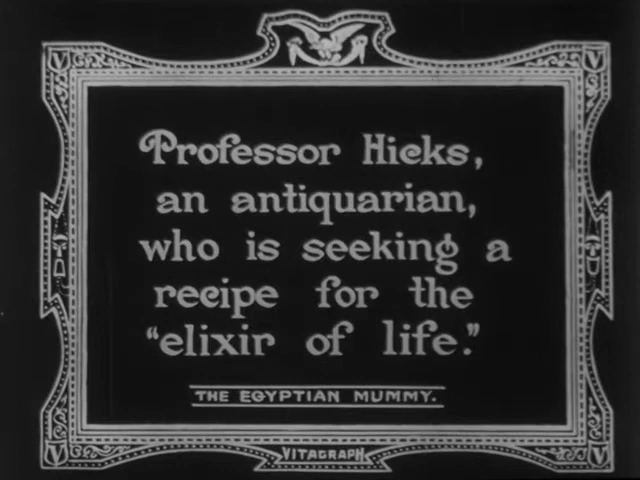 Professor Hicks,
an antiquarian,
who is seeking a
recipe for the
“elixir of life.”
THE EGYPTIAN MUMMY.
VITAGRAPH